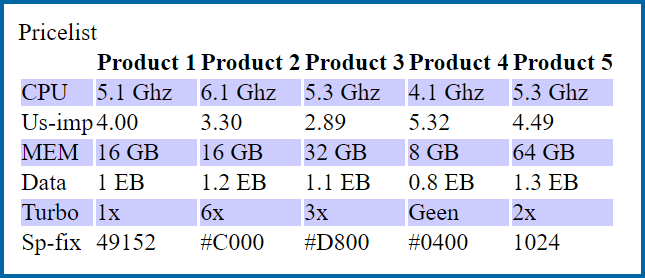 Pricelist
Product 1 Product 2 Product 3 Product 4 Product 5
CPU 5.1 Ghz 6.1 Ghz 5.3 Ghz 4.1 Ghz 5.3 Ghz
Us-imp 4.00 3.30 2.89 5.32 4.49
MEM 16 GB 16 GB 32 GB 8 GB 64 GB
Data 1 EB 1.2 EB 1.1 EB 0.8 EB 1.3 EB
Turbo 1x 6x 3x Geen 2x
Sp-fix 49152 #C000 #D800 #0400 1024